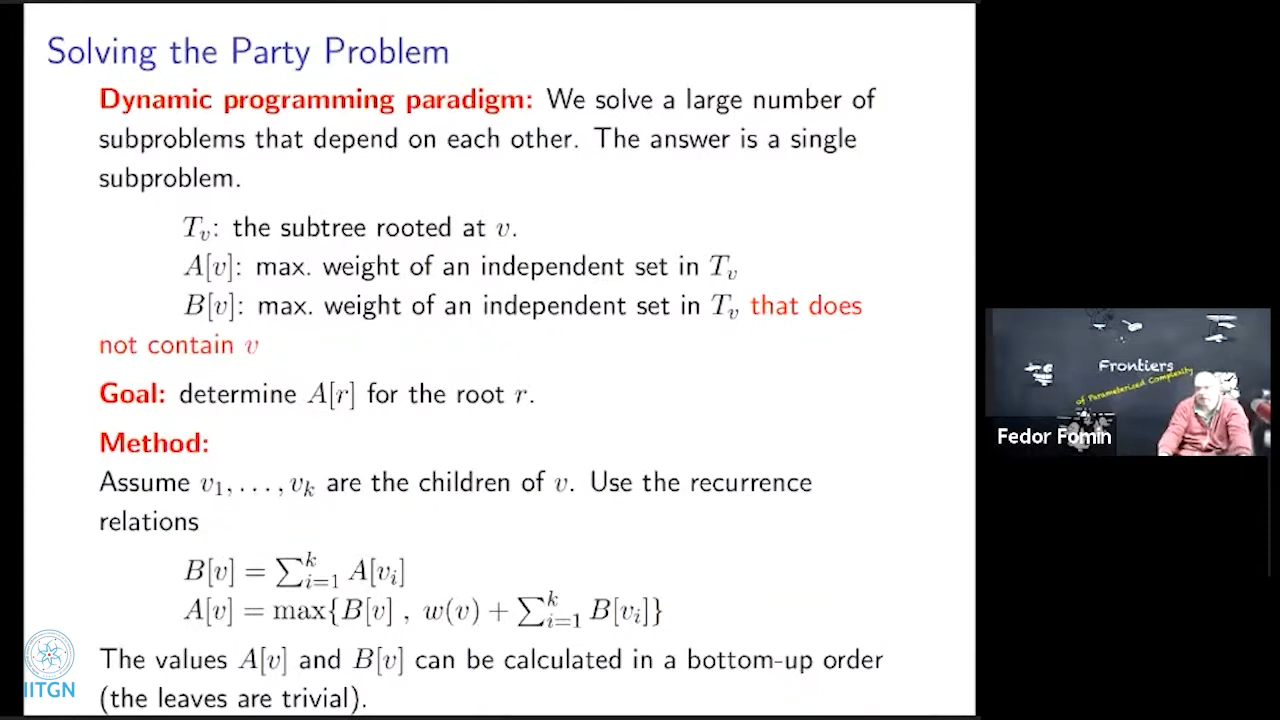 Solving the Party Problem
Dynamic programming paradigm: We solve a large number of
subproblems that depend on each other. The answer is a single
subproblem.
T_v: the subtree rooted at v.
A[v]: max. weight of an independent set in T_v
B[v]: max. weight of an independent set in T_v that does
not contain v
Goal: determine A[r] for the root r.
Method:
Assume v_1, . . . , v_k are the children of v. Use the recurrence
relations
B[v] = ∑_{i=1}^k A[v_i]
A[v] = max{B[v] , w(v) + ∑_{i=1}^k B[v_i]}
The values A[v] and B[v] can be calculated in a bottom-up order
(the leaves are trivial).
IITGN
Frontiers
of Parameterized Complexity
Fedor Fomin